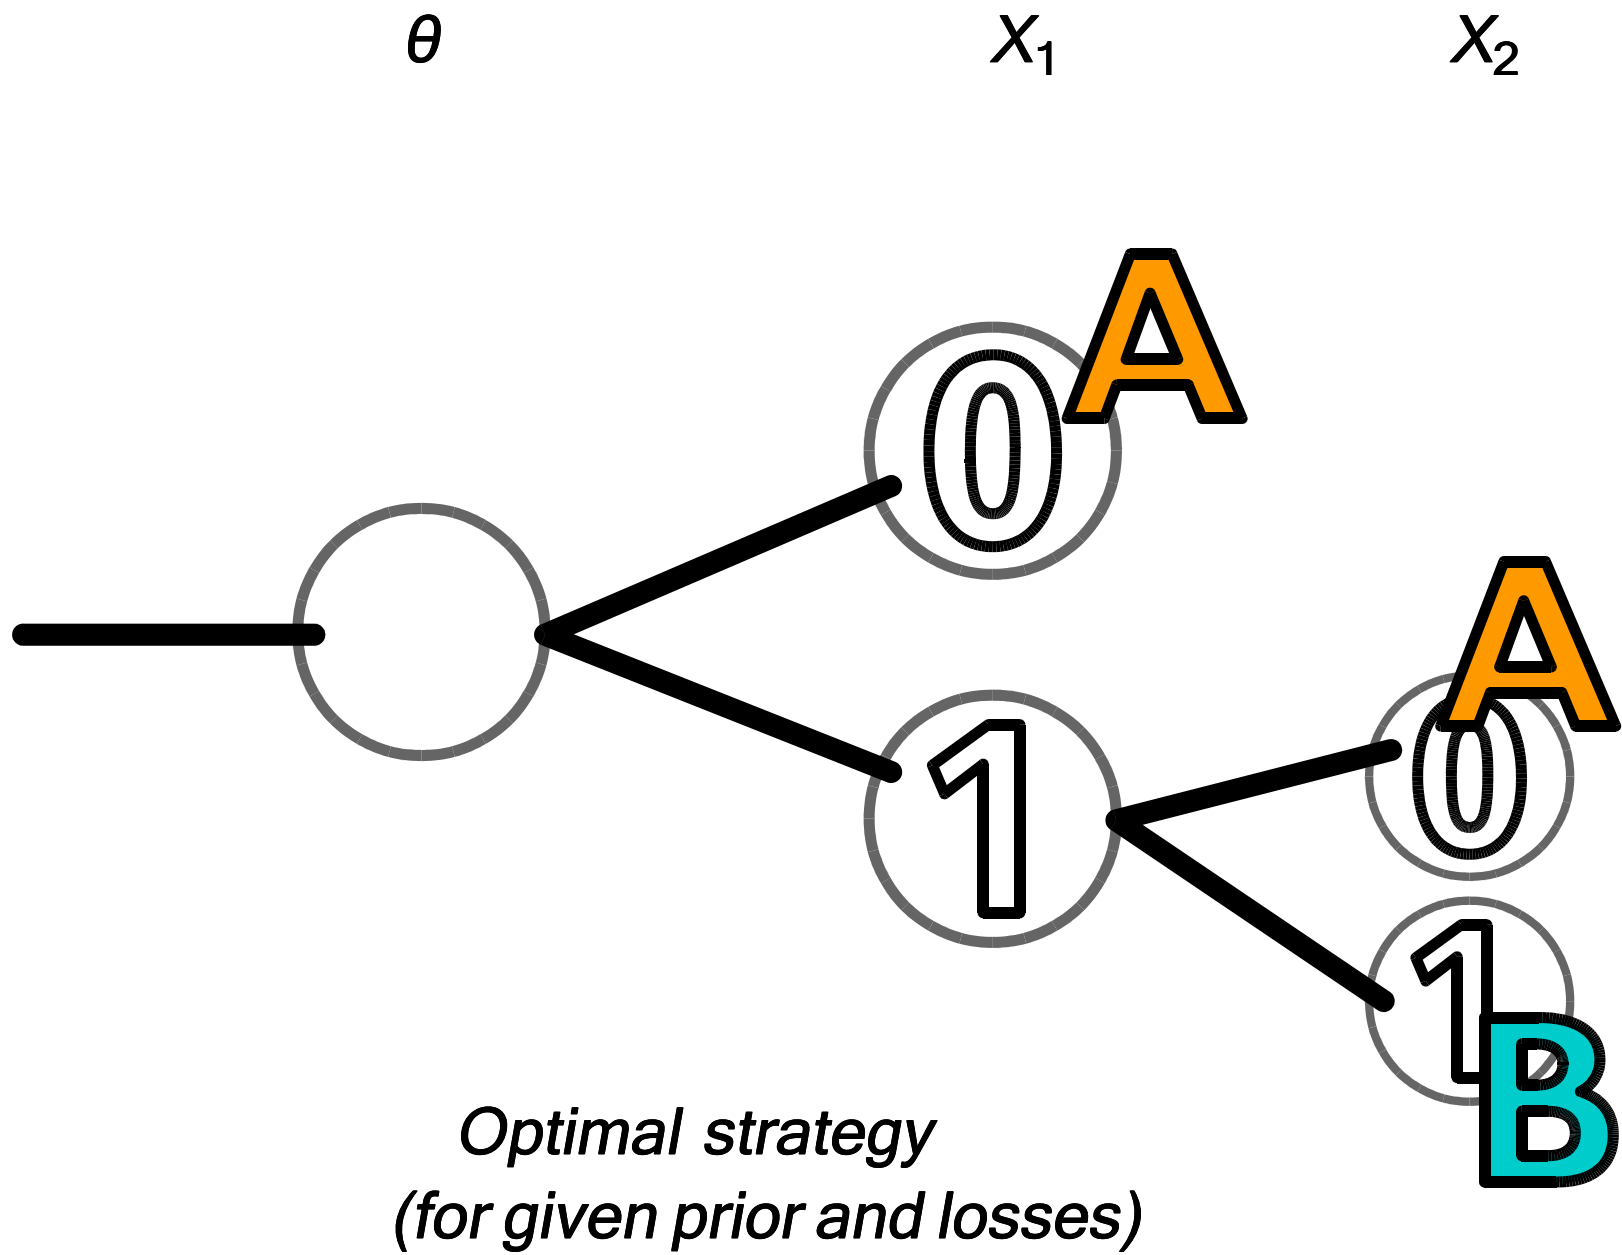 θ X₁ X₂
A
0
A
0
1
1
B
Optimal strategy
(for given prior and losses)